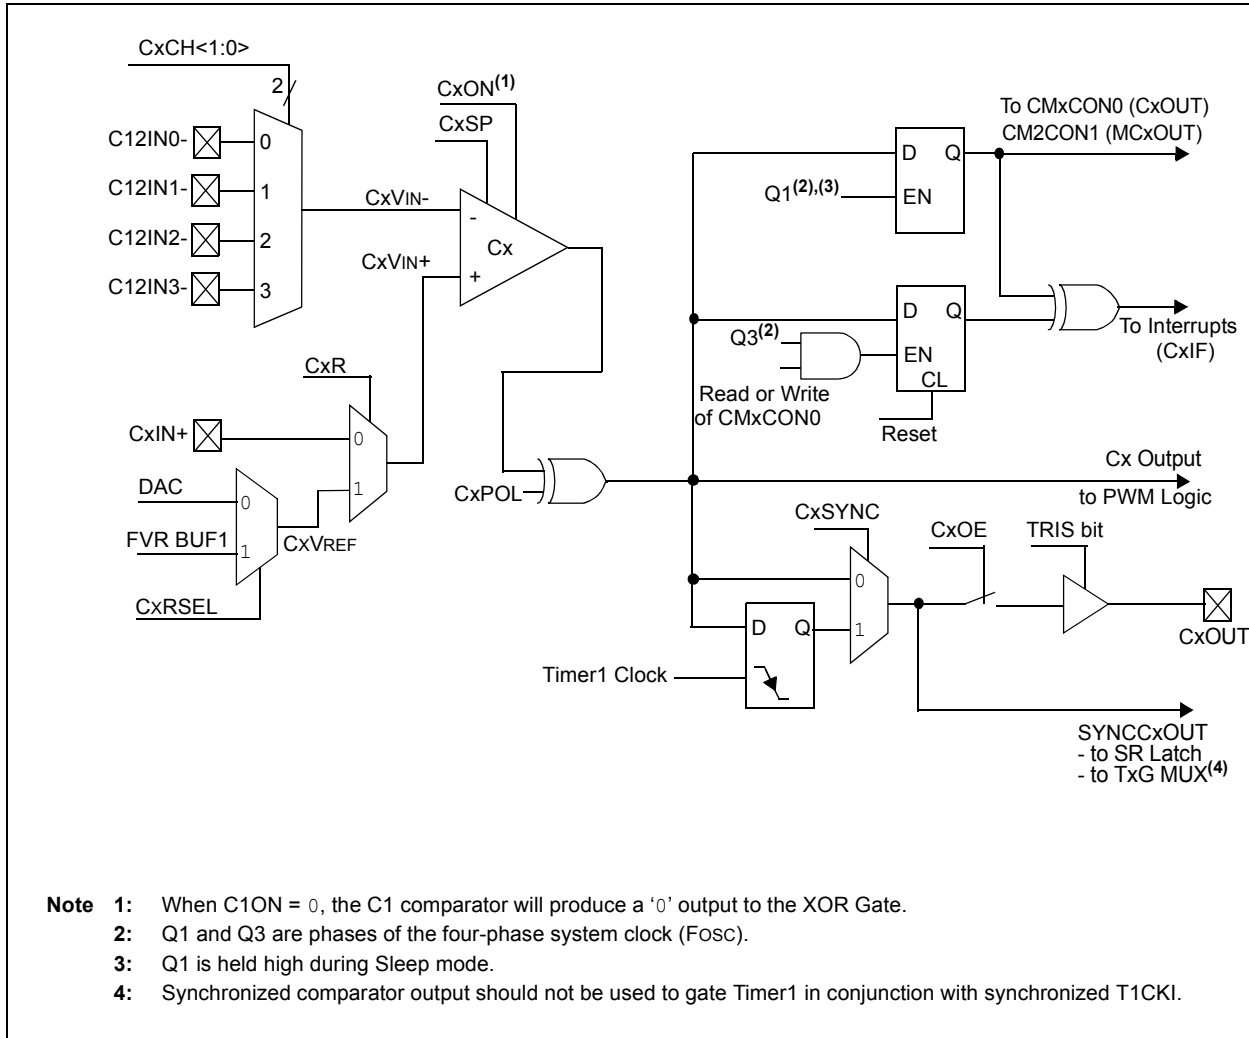 CxCH<1:0>
2
CxON(1)
CxSP
C12IN0-
0
C12IN1-
1
C12IN2-
2
C12IN3-
3
CxVIN-
-
Cx
CxVIN+
+
CxR
CxIN+
0
1
DAC
0
FVR BUF1
1
CxVREF
CxRSEL
CxPOL
To CMxCON0 (CxOUT)
CM2CON1 (MCxOUT)
D
Q
Q1(2),(3)
EN
D
Q
Q3(2)
EN
CL
Read or Write
of CMxCON0
Reset
To Interrupts
(CxIF)
Cx Output
to PWM Logic
CxSYNC
0
1
D
Q
Timer1 Clock
CxOE
TRIS bit
CxOUT
SYNCCxOUT
- to SR Latch
- to TxG MUX(4)
Note 1: When C1ON = 0, the C1 comparator will produce a ‘0’ output to the XOR Gate.
2: Q1 and Q3 are phases of the four-phase system clock (FOSC).
3: Q1 is held high during Sleep mode.
4: Synchronized comparator output should not be used to gate Timer1 in conjunction with synchronized T1CKI.